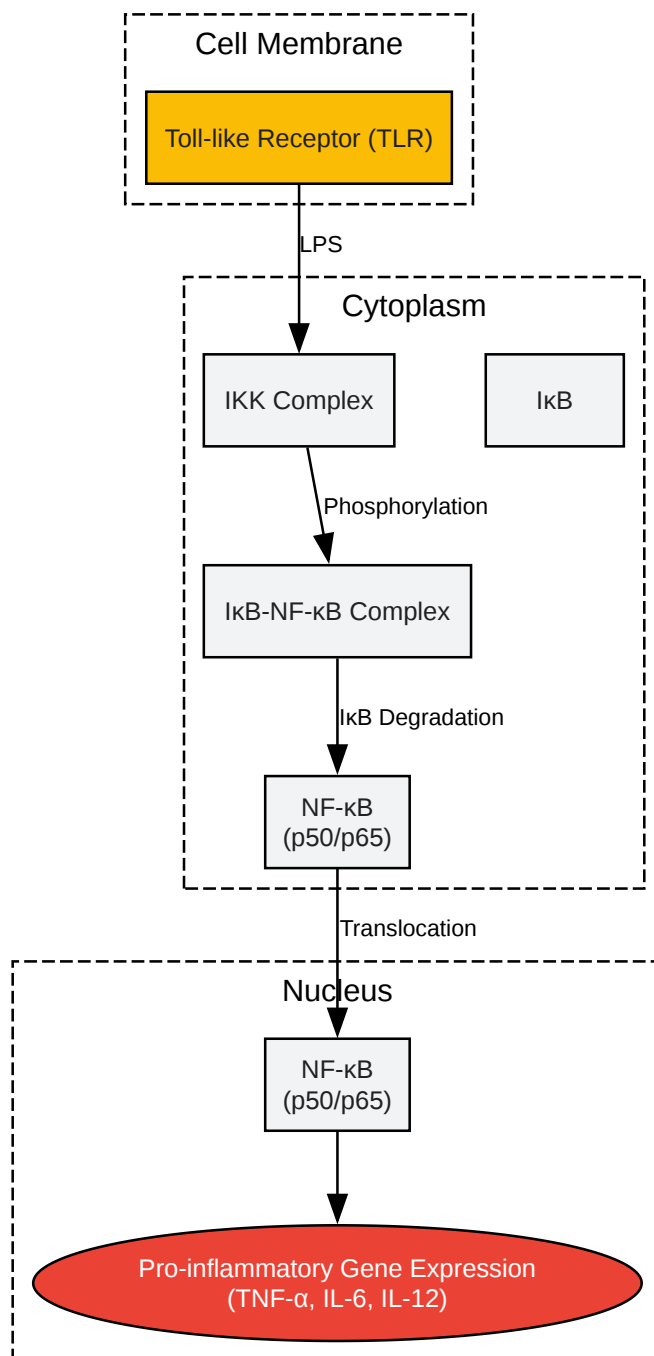 Cell Membrane
Toll-like Receptor (TLR)
LPS
Cytoplasm
IKK Complex
IκB
Phosphorylation
IκB-NF-κB Complex
IκB Degradation
NF-κB
(p50/p65)
Translocation
Nucleus
NF-κB
(p50/p65)
Pro-inflammatory Gene Expression
(TNF-α, IL-6, IL-12)